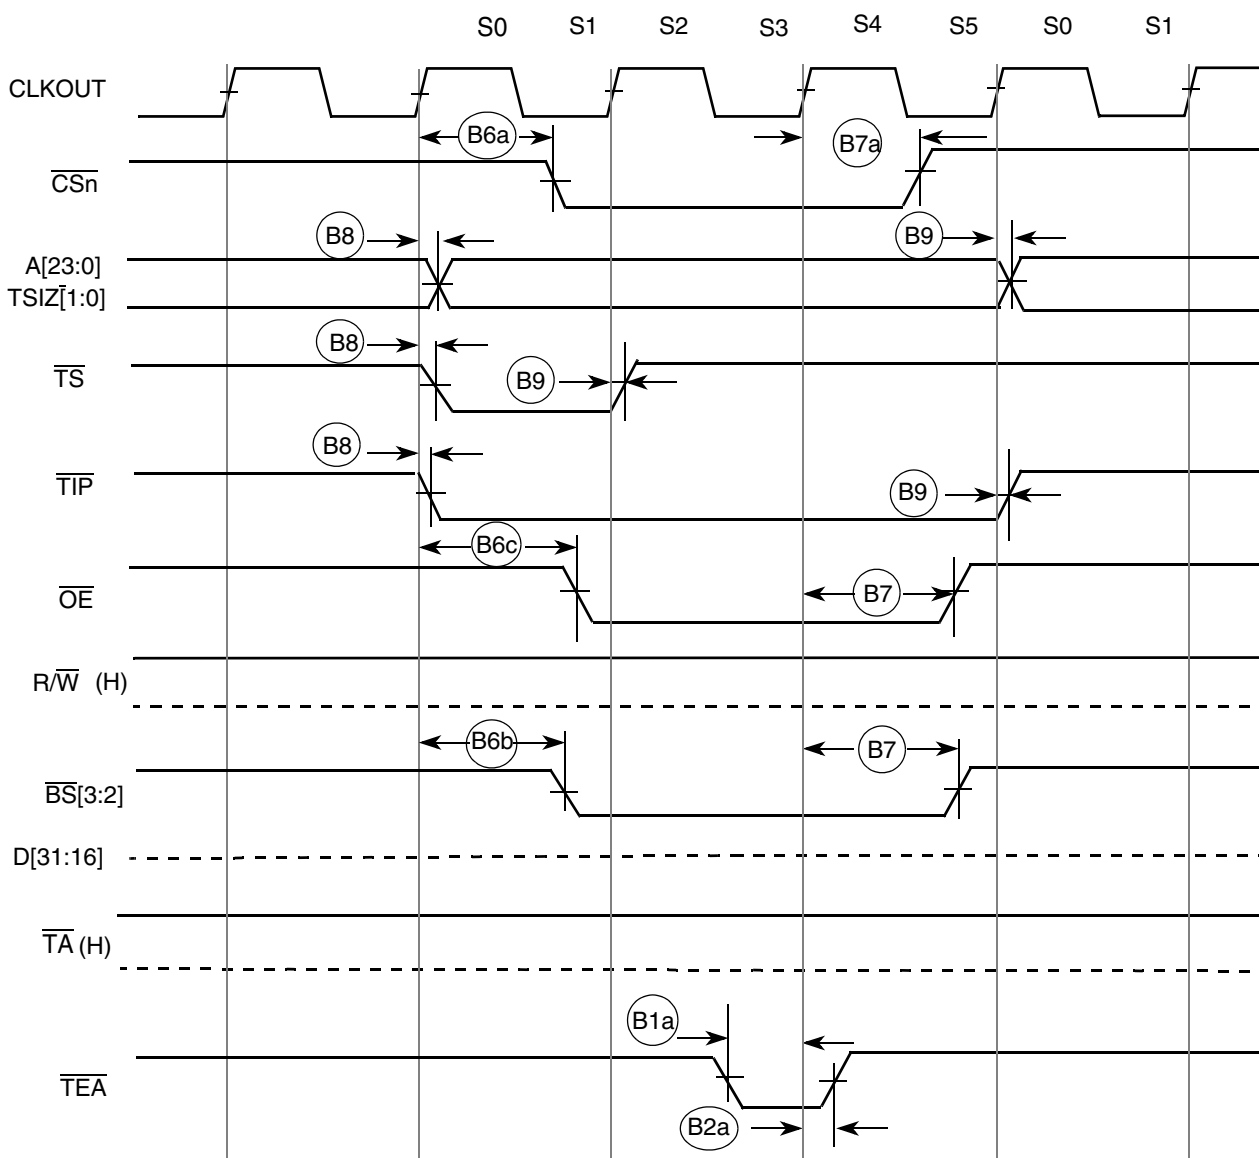 S0 S1 S2 S3 S4 S5 S0 S1
CLKOUT
B6a
B7a
CSn
B8
B9
A[23:0]
TSIZ[1:0]
B8
TS
B9
B8
TIP
B9
B6c
OE
B7
R/W (H)
B6b
B7
BS[3:2]
D[31:16]
TA (H)
B1a
TEA
B2a